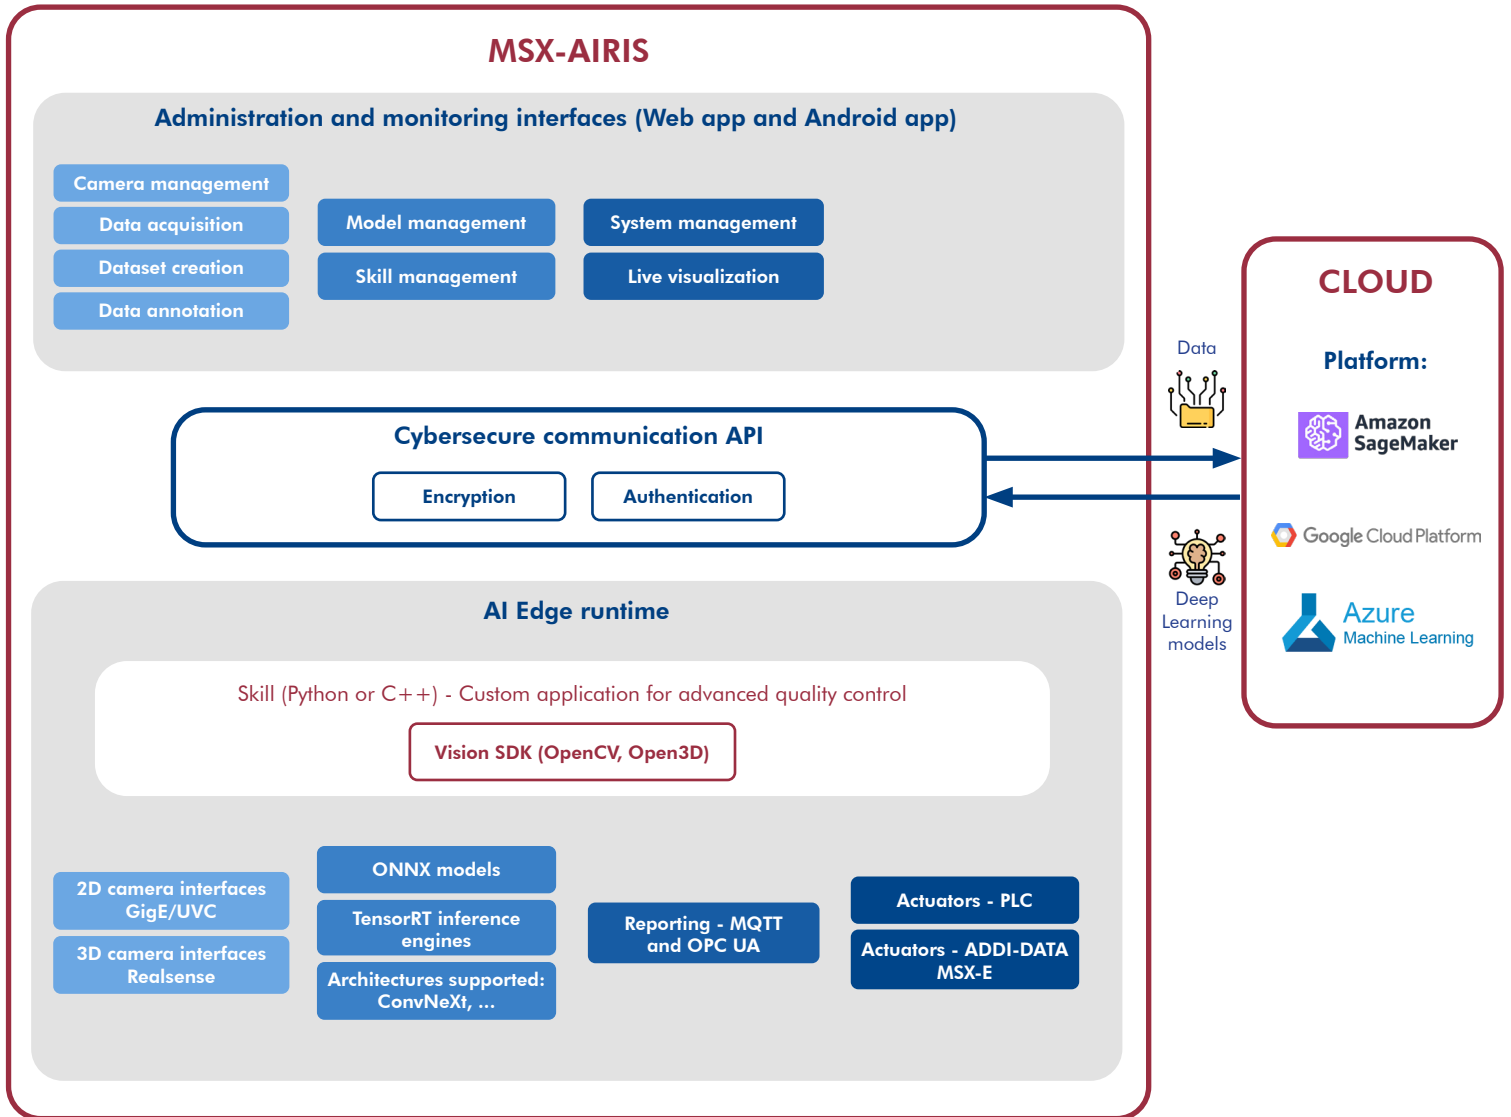 MSX-AIRIS
Administration and monitoring interfaces (Web app and Android app)
Camera management
Data acquisition
Dataset creation
Data annotation
Model management
Skill management
System management
Live visualization
Cybersecure communication API
Encryption
Authentication
Data
Deep
Learning
models
CLOUD
Platform:
Amazon
SageMaker
Google Cloud Platform
Azure
Machine Learning
AI Edge runtime
Skill (Python or C++) - Custom application for advanced quality control
Vision SDK (OpenCV, Open3D)
2D camera interfaces
GigE/UVC
3D camera interfaces
Realsense
ONNX models
TensorRT inference
engines
Architectures supported:
ConvNeXt, ...
Reporting - MQTT
and OPC UA
Actuators - PLC
Actuators - ADDI-DATA
MSX-E